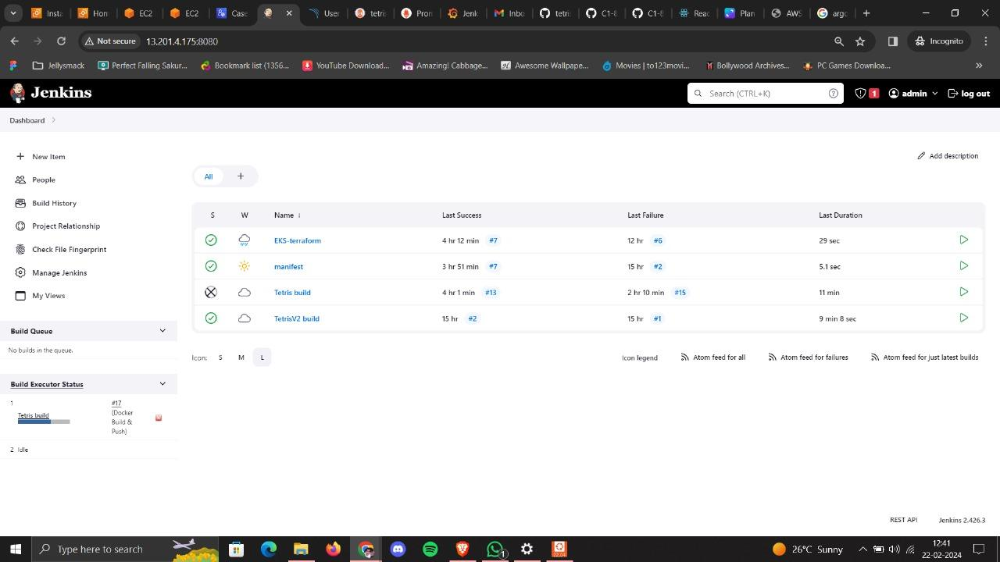 Insta
Hom
EC2
EC2
Case
User
tetris
Pron
Jenk
Inbo
tetri
C1-8
C1-8
Reac
Plan
AWS
argo
Not secure
13.201.4.175:8080
Incognito
Jellysmack
Perfect Falling Sakur...
Bookmark list (1356...
YouTube Download...
Amazing! Cabbage...
Awesome Wallpape...
Movies | to123movi...
Bollywood Archives...
PC Games Downloa...
Jenkins
Search (CTRL+K)
1
admin
log out
Dashboard
New Item
People
Build History
Project Relationship
Check File Fingerprint
Manage Jenkins
My Views
Add description
All +
S W Name ↓ Last Success Last Failure Last Duration
EKS-terraform 4 hr 12 min #7 12 hr #6 29 sec
manifest 3 hr 51 min #7 15 hr #2 5.1 sec
Tetris build 4 hr 1 min #13 2 hr 10 min #15 11 min
TetrisV2 build 15 hr #2 15 hr #1 9 min 8 sec
Icon: S M L
Icon legend Atom feed for all Atom feed for failures Atom feed for just latest builds
Build Queue
No builds in the queue.
Build Executor Status
1
Tetris build
#17
(Docker
Build &
Push)
2 Idle
REST API Jenkins 2.426.3
Type here to search
22.04
1
26°C Sunny
12:41
22-02-2024